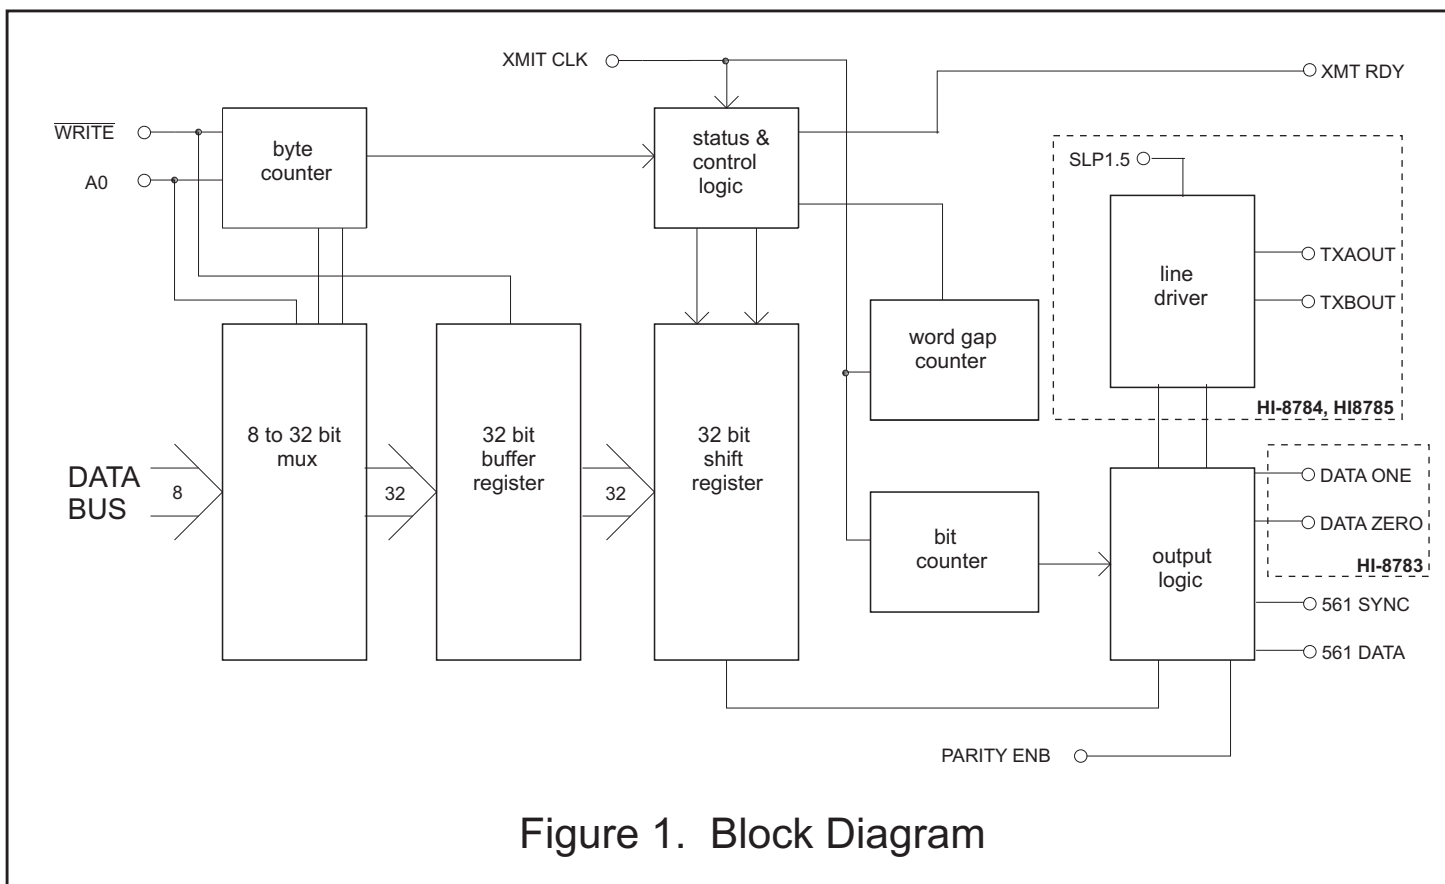 XMIT CLK
XMT RDY
WRITE
A0
byte
counter
status &
control
logic
SLP1.5
line
driver
TXAOUT
TXBOUT
HI-8784, HI8785
word gap
counter
DATA
BUS
8
8 to 32 bit
mux
32
32 bit
buffer
register
32
32 bit
shift
register
bit
counter
output
logic
DATA ONE
DATA ZERO
HI-8783
561 SYNC
561 DATA
PARITY ENB
Figure 1. Block Diagram